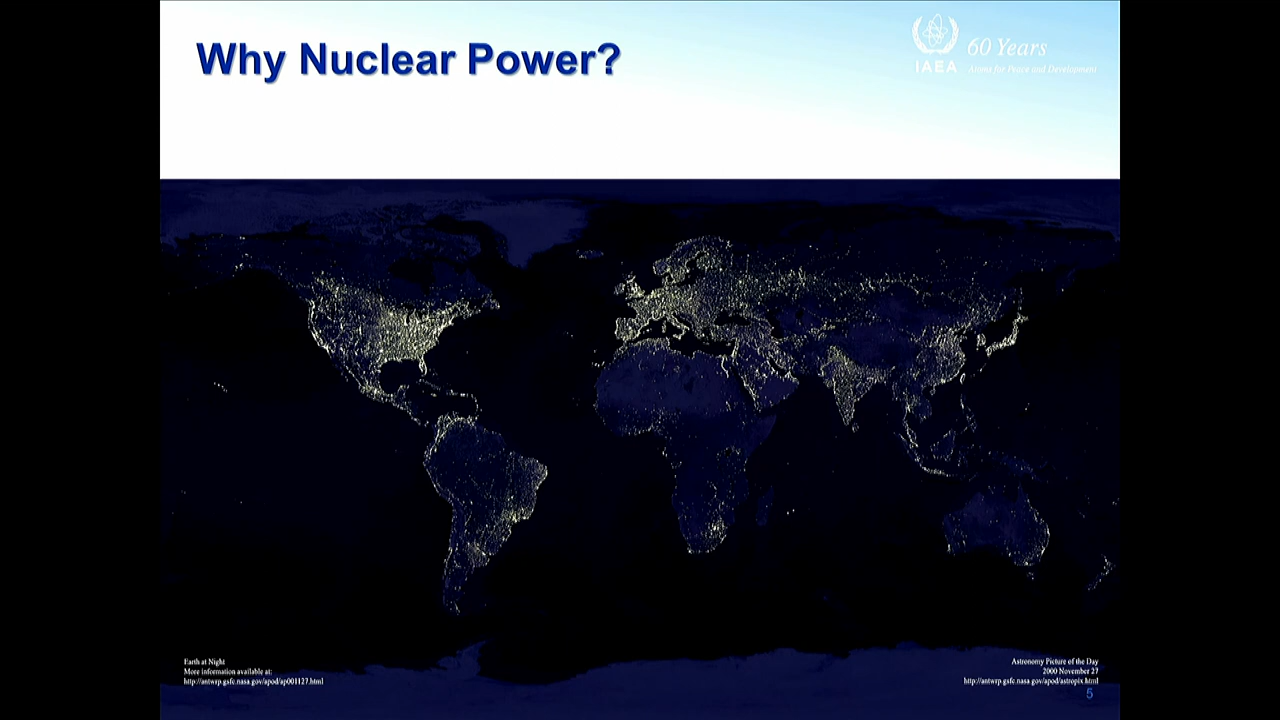 Why Nuclear Power?
60 Years
IAEA
Atoms for Peace and Development
Earth at Night
More information available at:
http://antwrp.gsfc.nasa.gov/apod/ap001127.html
Astronomy Picture of the Day
2000 November 27
http://antwrp.gsfc.nasa.gov/apod/astropix.html
5